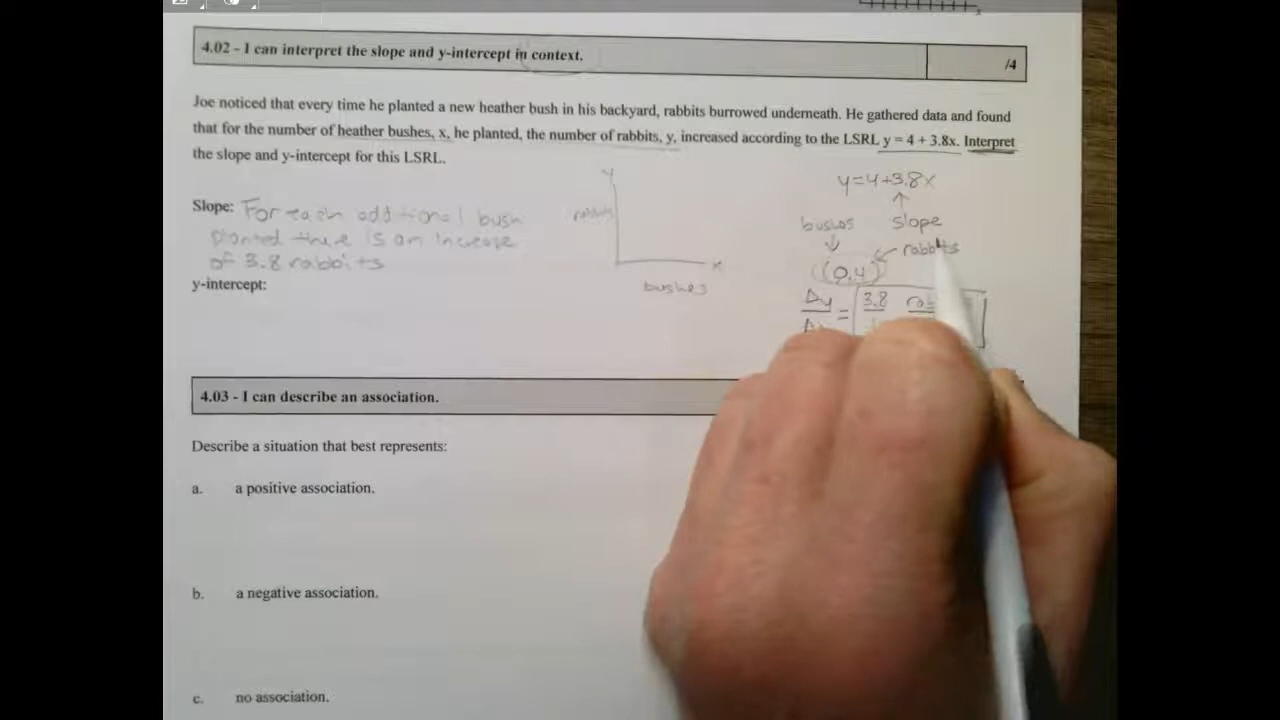 4.02 - I can interpret the slope and y-intercept in context.
/4
Joe noticed that every time he planted a new heather bush in his backyard, rabbits burrowed underneath. He gathered data and found
that for the number of heather bushes, x, he planted, the number of rabbits, y, increased according to the LSRL y = 4 + 3.8x. Interpret
the slope and y-intercept for this LSRL.
y=4+3.8x
Slope: For each additional bush
planted there is an increase
of 3.8 rabbits
y
rabbits
x
bushes
bushes
slope
rabbits
(0,4)
Δy
=
3.8
y-intercept:
4.03 - I can describe an association.
Describe a situation that best represents:
a. a positive association.
b. a negative association.
c. no association.